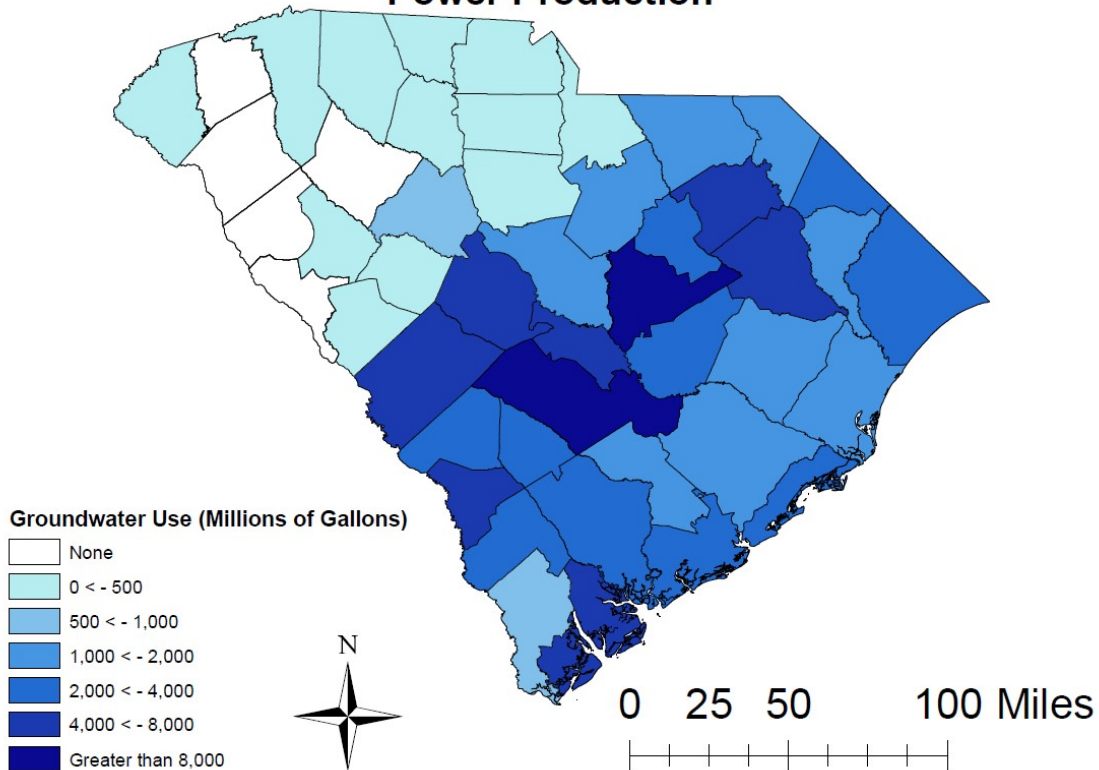 Power Production
Groundwater Use (Millions of Gallons)
None
0 < - 500
500 < - 1,000
1,000 < - 2,000
2,000 < - 4,000
4,000 < - 8,000
Greater than 8,000
N
0 25 50 100 Miles